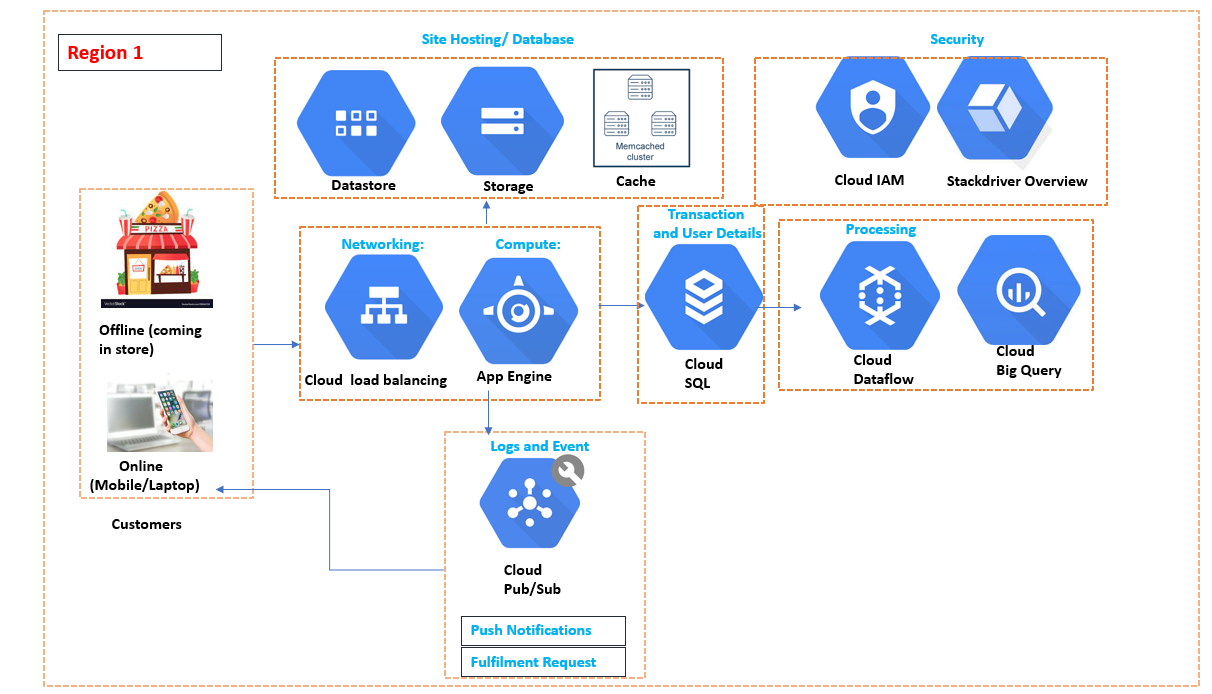 Region 1
Site Hosting/ Database
Security
Memcached
cluster
Datastore
Storage
Cache
Cloud IAM
Stackdriver Overview
PIZZA
VectorStock
Offline (coming
in store)
Online
(Mobile/Laptop)
Customers
Networking:
Compute:
Cloud load balancing
App Engine
Transaction
and User Details
Cloud
SQL
Processing
Cloud
Dataflow
Cloud
Big Query
Logs and Event
Cloud
Pub/Sub
Push Notifications
Fulfilment Request